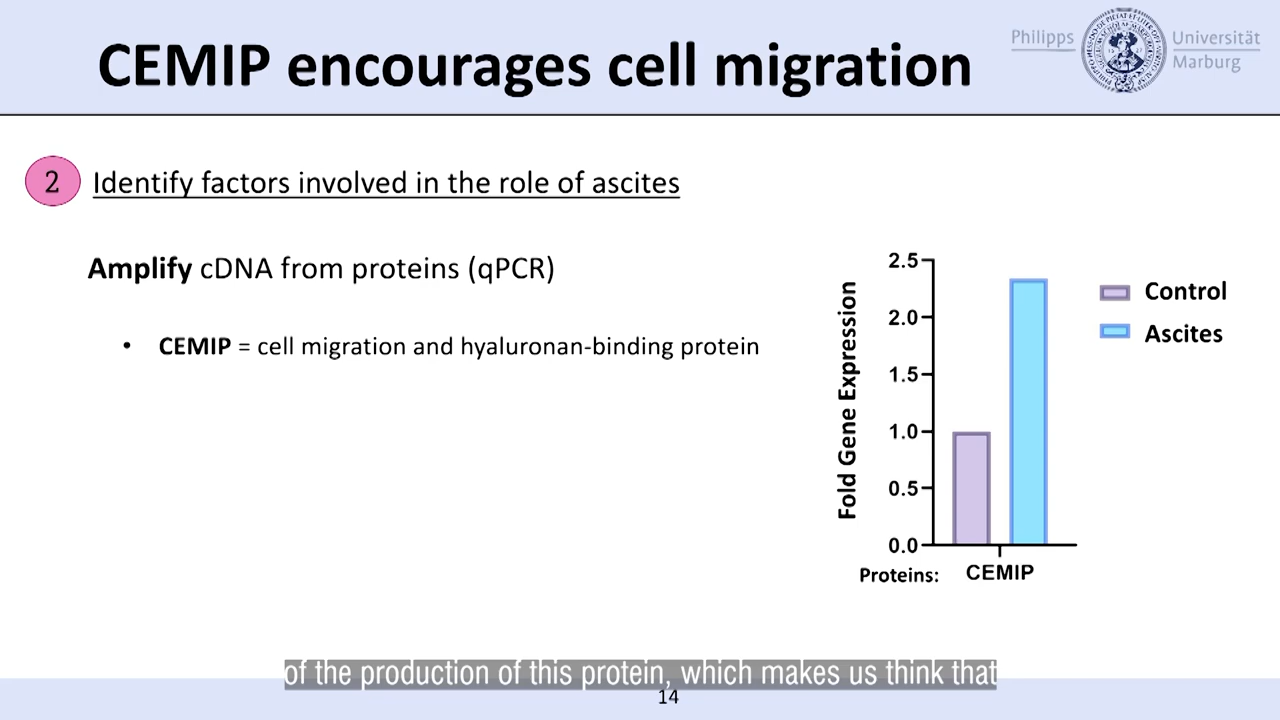 CEMIP encourages cell migration
Philipps Universität
Marburg
2 Identify factors involved in the role of ascites
Amplify cDNA from proteins (qPCR)
• CEMIP = cell migration and hyaluronan-binding protein
Fold Gene Expression
2.5
2.0
1.5
1.0
0.5
0.0
Control
Ascites
Proteins: CEMIP
of the production of this protein, which makes us think that
14